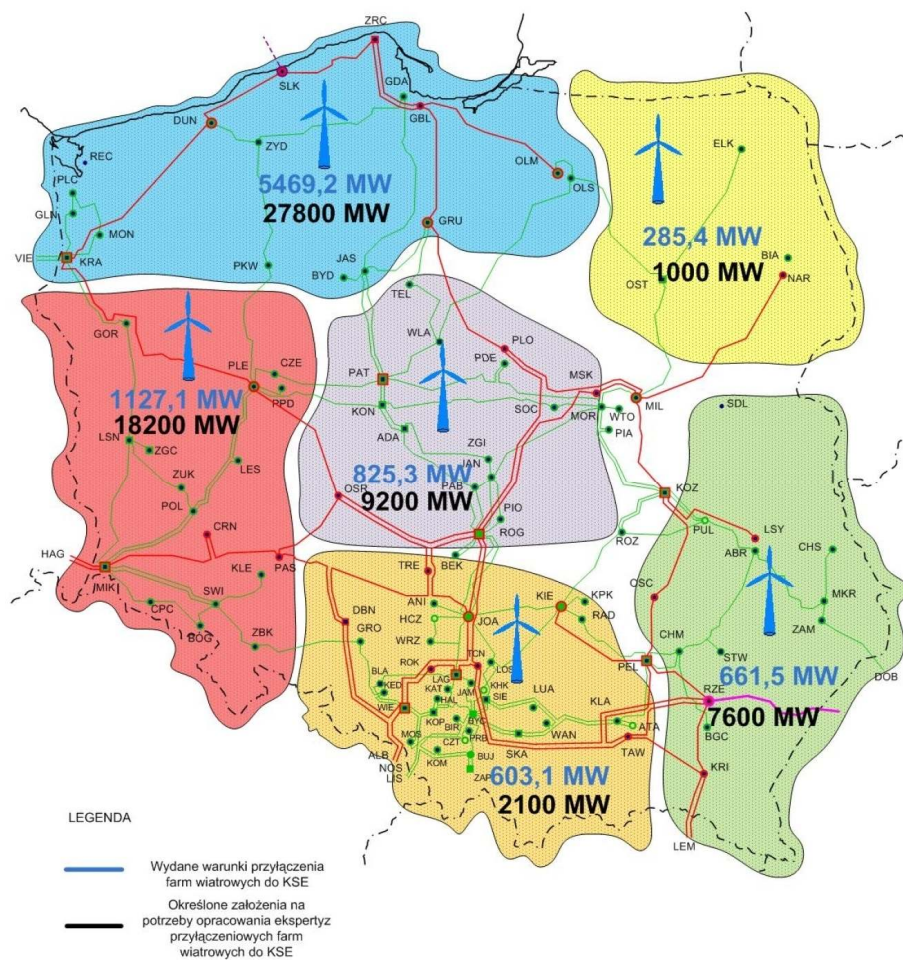 ZRC
SLK
GDA
GBL
DUN
ZYD
REC
PLC
GLN
MON
VIE
KRA
5469,2 MW
27800 MW
OLM
OLS
GRU
PKW
BYD
JAS
ELK
285,4 MW
1000 MW
BIA
NAR
OST
TEL
GOR
WLA
PLO
PDE
PLE
CZE
PPD
PAT
KON
ADA
MSK
SOC
MOR
WTO
PIA
MIL
SDL
1127,1 MW
18200 MW
LSN
ZGC
ZUK
LES
POL
CRN
ZGI
JAN
825,3 MW
9200 MW
PAB
PIO
ROG
OSR
KOZ
PUL
LSY
ROZ
ABR
CHS
HAG
MIK
KLE
PAS
TRE
BEK
CPC
SWI
BOG
ZBK
OSC
MKR
ZAM
DBN
GRO
ANI
HCZ
WRZ
JOA
KIE
KPK
RAD
CHM
STW
PEL
DOB
BLA
KED
WIE
ROK
LAG
TCN
LOS
KAT
HAL
JAM
KHK
SIE
LUA
KLA
661,5 MW
7600 MW
RZE
BGC
KOP
BIR
BYC
PRB
MOS
CZT
KOM
BUJ
ZAP
SKA
WAN
ATA
TAW
KRI
ALB
NOS
LIS
603,1 MW
2100 MW
LEM
LEGENDA
Wydane warunki przyłączenia
farm wiatrowych do KSE
Określone założenia na
potrzeby opracowania ekspertyz
przyłączeniowych farm
wiatrowych do KSE